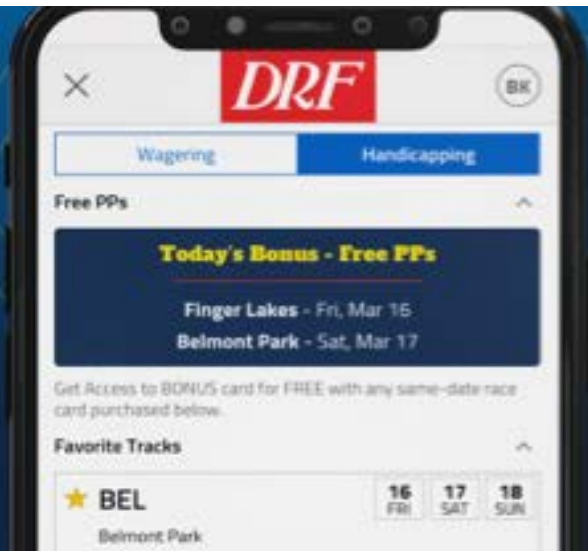 DRF
BK
Wagering Handicapping
Free PPs
Today's Bonus - Free PPs
Finger Lakes - Fri, Mar 16
Belmont Park - Sat, Mar 17
Get Access to BONUS card for FREE with any same-date race
card purchased below.
Favorite Tracks
BEL
16 17 18
FRI SAT SUN
Belmont Park